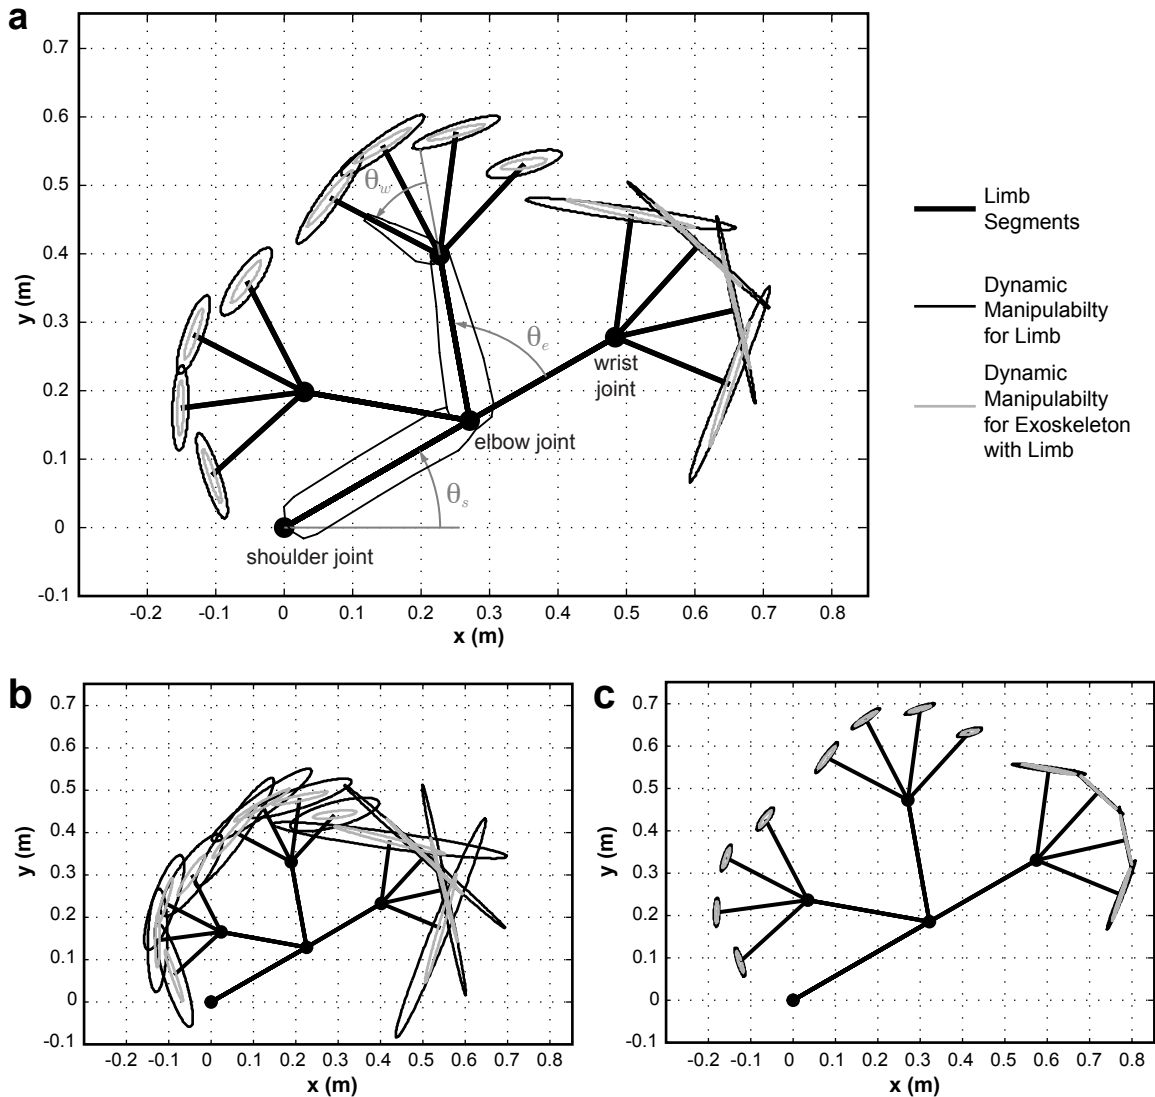 a
0.7
0.6
0.5
0.4
0.3
0.2
0.1
0
-0.1
y (m)
-0.2 -0.1 0 0.1 0.2 0.3 0.4 0.5 0.6 0.7 0.8
x (m)
θw
θe
θs
wrist
joint
elbow joint
shoulder joint
Limb
Segments
Dynamic
Manipulabilty
for Limb
Dynamic
Manipulabilty
for Exoskeleton
with Limb
b
0.7
0.6
0.5
0.4
0.3
0.2
0.1
0
-0.1
y (m)
-0.2 -0.1 0 0.1 0.2 0.3 0.4 0.5 0.6 0.7 0.8
x (m)
c
0.7
0.6
0.5
0.4
0.3
0.2
0.1
0
-0.1
y (m)
-0.2 -0.1 0 0.1 0.2 0.3 0.4 0.5 0.6 0.7 0.8
x (m)